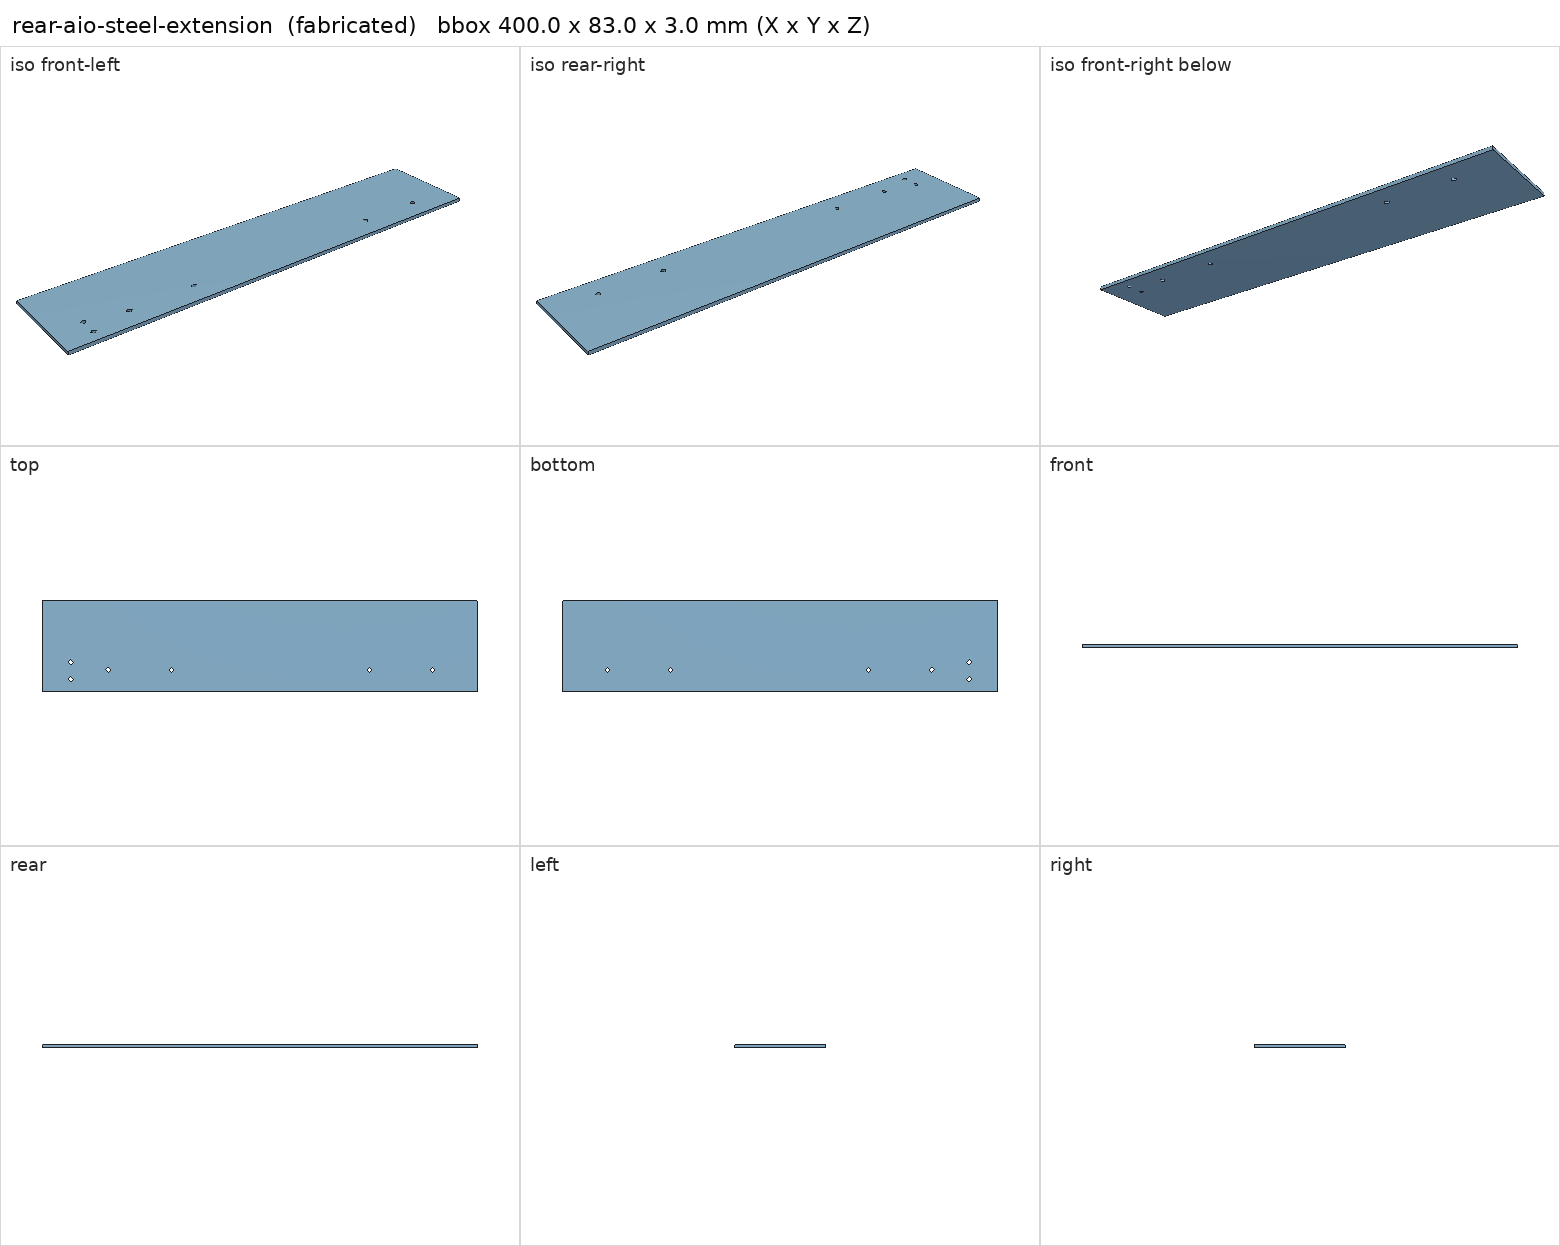 rear-aio-steel-extension  (fabricated)   bbox 400.0 x 83.0 x 3.0 mm (X x Y x Z)
iso front-left
iso rear-right
iso front-right below
top
bottom
front
rear
left
right